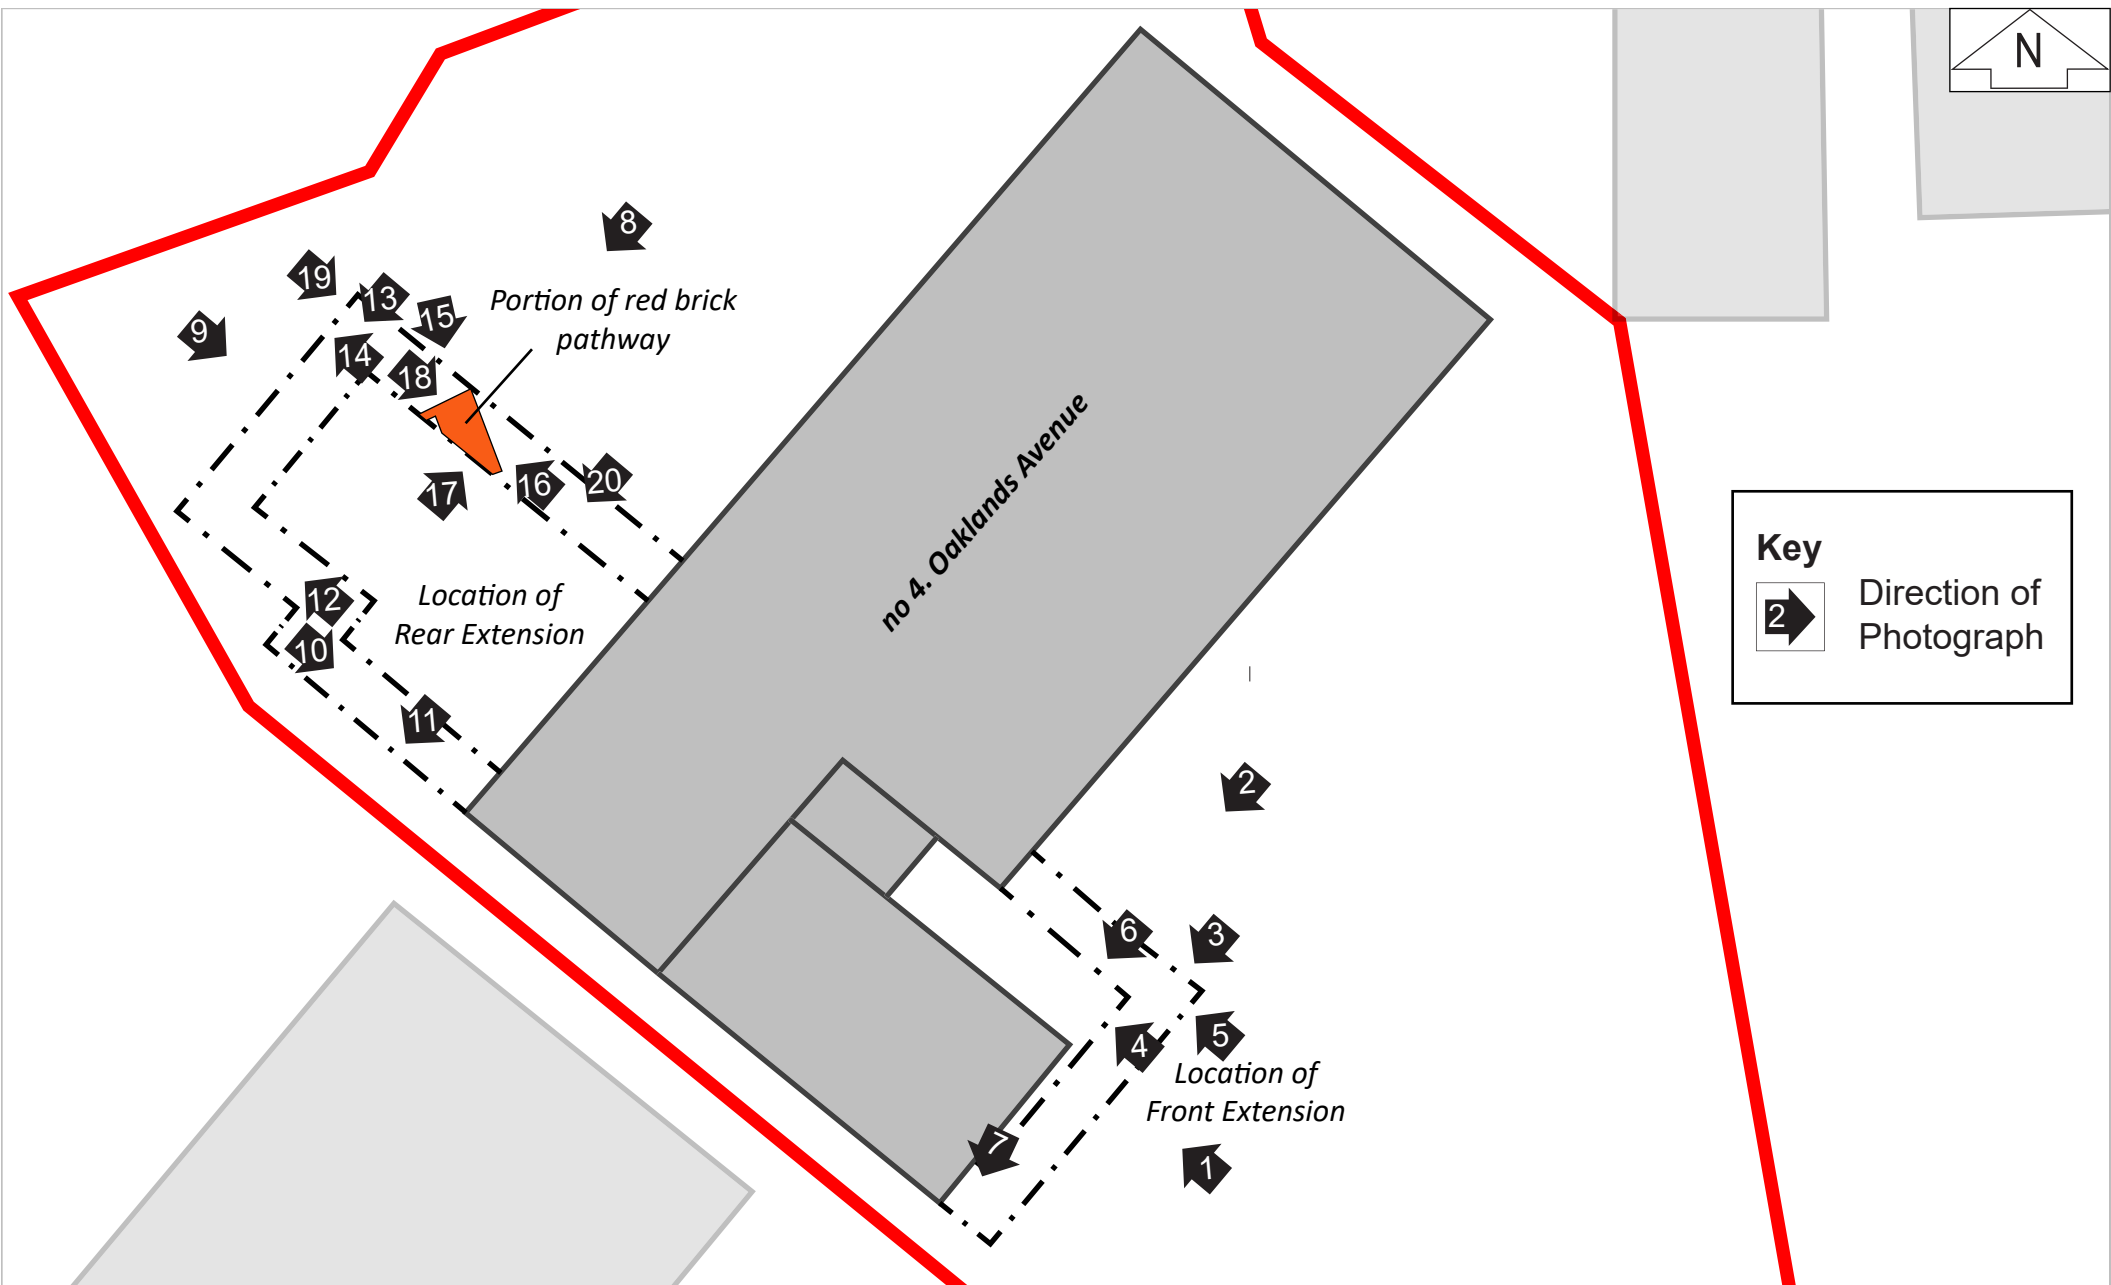 N
8
19
13
15
9
14
18
Portion of red brick
pathway
17
16
20
no 4. Oaklands Avenue
12
10
11
Location of
Rear Extension
Key
2
Direction of
Photograph
2
6
3
4
5
Location of
Front Extension
7
1